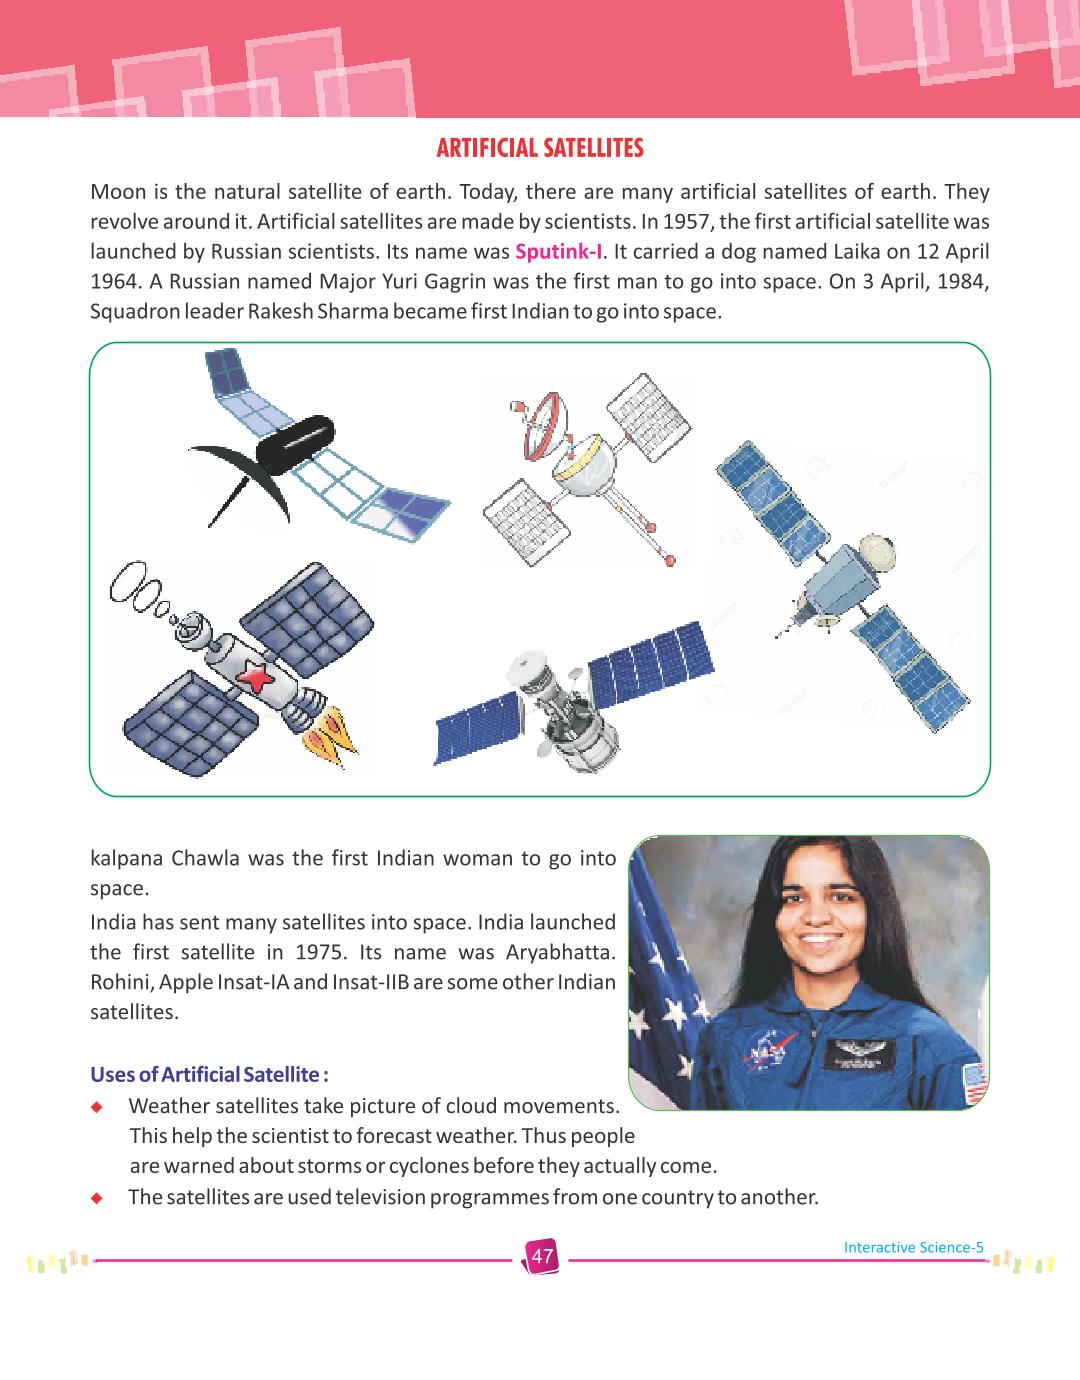 ARTIFICIAL SATELLITES
Moon is the natural satellite of earth. Today, there are many artificial satellites of earth. They
revolve around it. Artificial satellites are made by scientists. In 1957, the first artificial satellite was
launched by Russian scientists. Its name was Sputink-I. It carried a dog named Laika on 12 April
1964. A Russian named Major Yuri Gagrin was the first man to go into space. On 3 April, 1984,
Squadron leader Rakesh Sharma became first Indian to go into space.
kalpana Chawla was the first Indian woman to go into
space.
India has sent many satellites into space. India launched
the first satellite in 1975. Its name was Aryabhatta.
Rohini, Apple Insat-IA and Insat-IIB are some other Indian
satellites.
Uses of Artificial Satellite :
◆ Weather satellites take picture of cloud movements.
This help the scientist to forecast weather. Thus people
are warned about storms or cyclones before they actually come.
◆ The satellites are used television programmes from one country to another.
47
Interactive Science-5